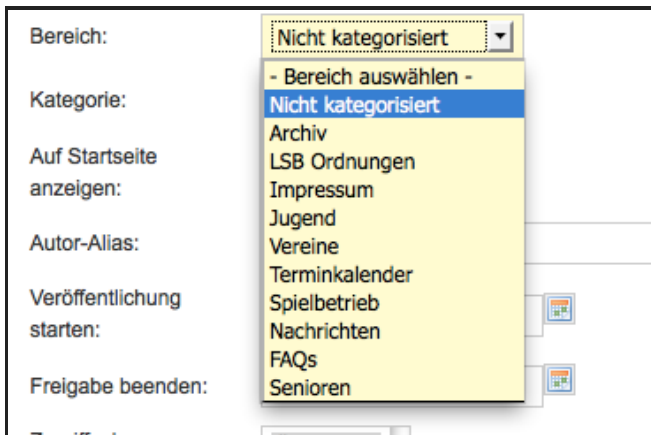 Bereich:
Nicht kategorisiert
- Bereich auswählen -
Kategorie:
Nicht kategorisiert
Archiv
Auf Startseite
anzeigen:
LSB Ordnungen
Impressum
Jugend
Autor-Alias:
Vereine
Terminkalender
Veröffentlichung
starten:
Spielbetrieb
Nachrichten
FAQs
Freigabe beenden:
Senioren